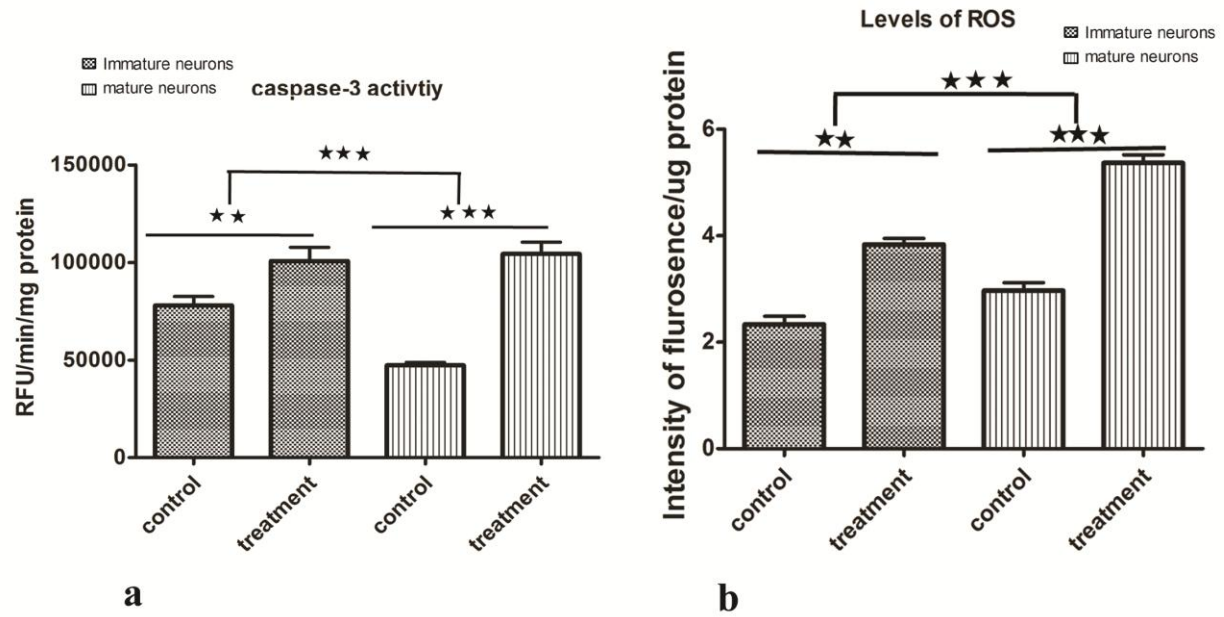 a
Immature neurons
mature neurons
caspase-3 activtiy
RFU/min/mg protein
150000
100000
50000
0
★★★
★★
★★★
control
treatment
control
treatment
a
Levels of ROS
Immature neurons
mature neurons
Intensity of flurosence/ug protein
6
4
2
0
★★★
★★
★★★
control
treatment
control
treatment
b